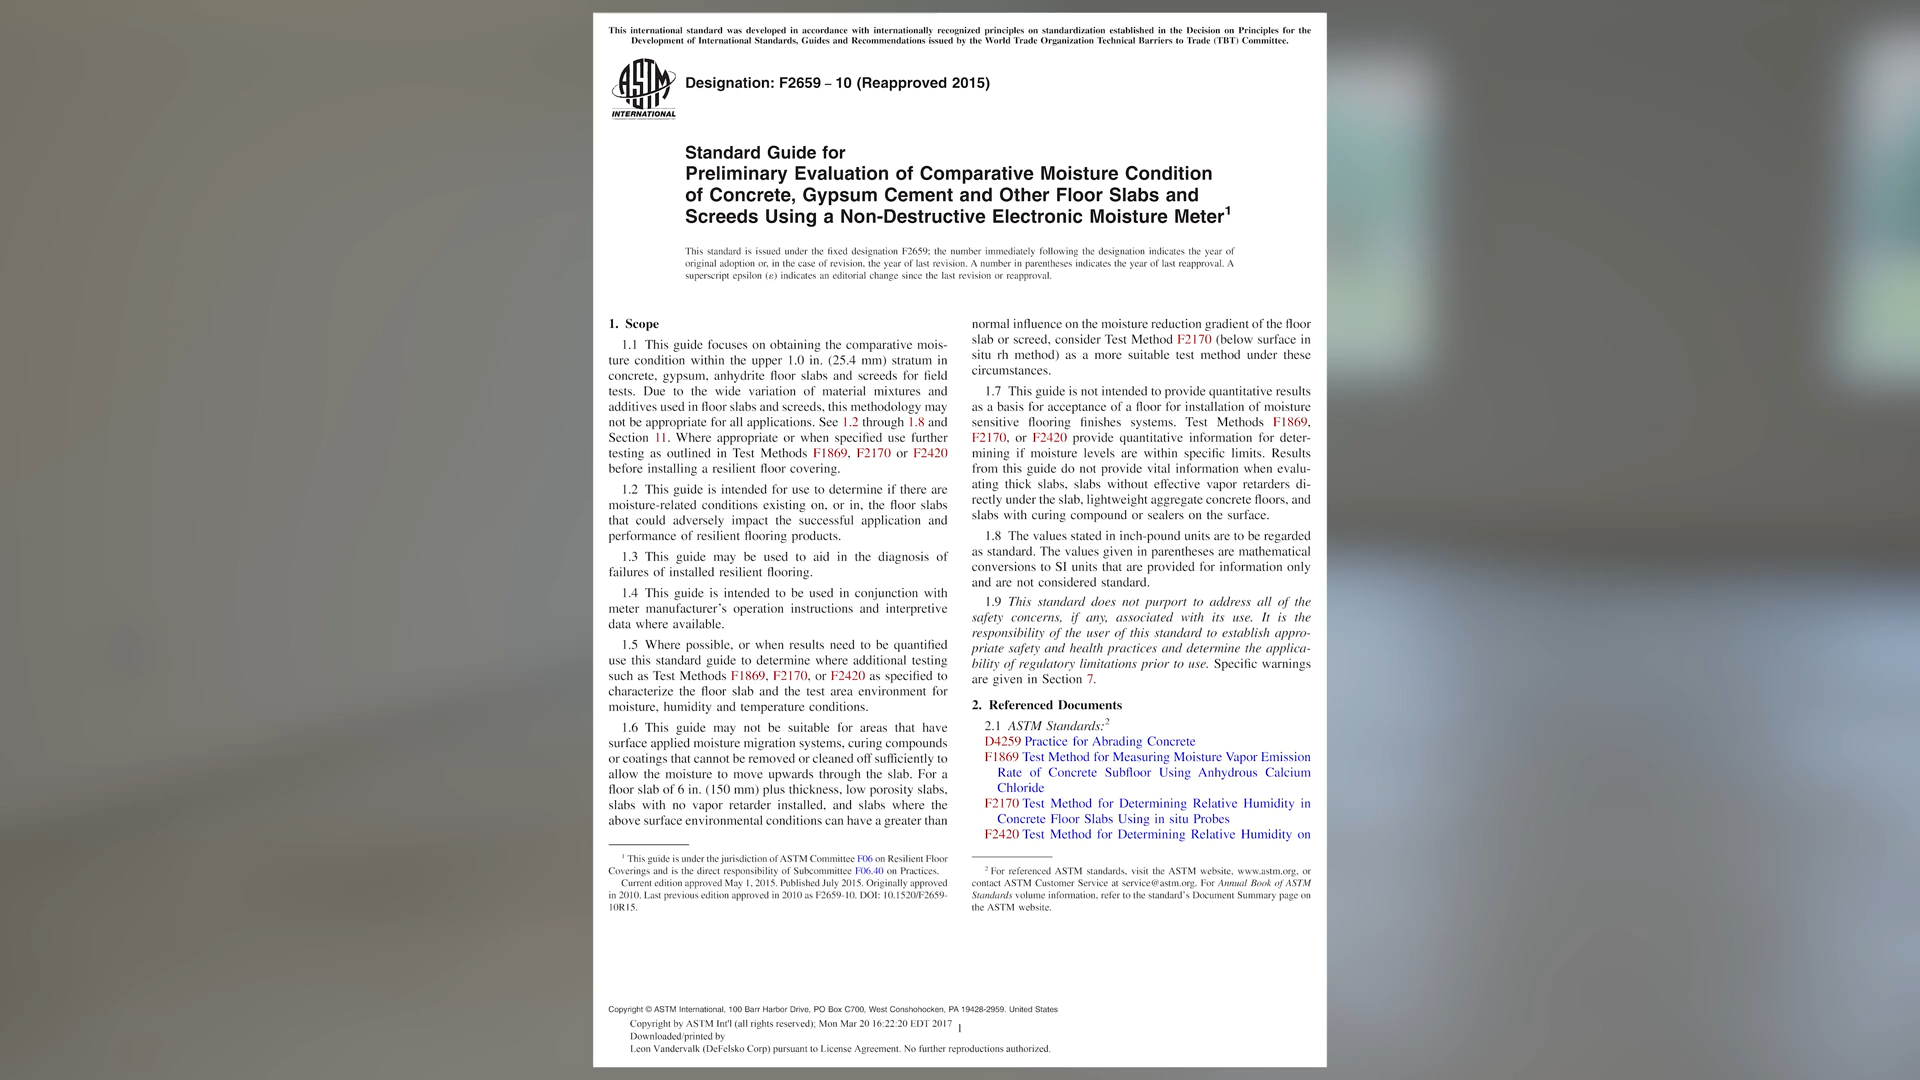 This international standard was developed in accordance with internationally recognized principles on standardization established in the Decision on Principles for the
Development of International Standards, Guides and Recommendations issued by the World Trade Organization Technical Barriers to Trade (TBT) Committee.
ASTM
INTERNATIONAL
Designation: F2659 – 10 (Reapproved 2015)
Standard Guide for
Preliminary Evaluation of Comparative Moisture Condition
of Concrete, Gypsum Cement and Other Floor Slabs and
Screeds Using a Non-Destructive Electronic Moisture Meter1
This standard is issued under the fixed designation F2659; the number immediately following the designation indicates the year of
original adoption or, in the case of revision, the year of last revision. A number in parentheses indicates the year of last reapproval. A
superscript epsilon (ε) indicates an editorial change since the last revision or reapproval.
1. Scope
1.1 This guide focuses on obtaining the comparative mois-
ture condition within the upper 1.0 in. (25.4 mm) stratum in
concrete, gypsum, anhydrite floor slabs and screeds for field
tests. Due to the wide variation of material mixtures and
additives used in floor slabs and screeds, this methodology may
not be appropriate for all applications. See 1.2 through 1.8 and
Section 11. Where appropriate or when specified use further
testing as outlined in Test Methods F1869, F2170 or F2420
before installing a resilient floor covering.
1.2 This guide is intended for use to determine if there are
moisture-related conditions existing on, or in, the floor slabs
that could adversely impact the successful application and
performance of resilient flooring products.
1.3 This guide may be used to aid in the diagnosis of
failures of installed resilient flooring.
1.4 This guide is intended to be used in conjunction with
meter manufacturer's operation instructions and interpretive
data where available.
1.5 Where possible, or when results need to be quantified
use this standard guide to determine where additional testing
such as Test Methods F1869, F2170, or F2420 as specified to
characterize the floor slab and the test area environment for
moisture, humidity and temperature conditions.
1.6 This guide may not be suitable for areas that have
surface applied moisture migration systems, curing compounds
or coatings that cannot be removed or cleaned off sufficiently to
allow the moisture to move upwards through the slab. For a
floor slab of 6 in. (150 mm) plus thickness, low porosity slabs,
slabs with no vapor retarder installed, and slabs where the
above surface environmental conditions can have a greater than
normal influence on the moisture reduction gradient of the floor
slab or screed, consider Test Method F2170 (below surface in
situ rh method) as a more suitable test method under these
circumstances.
1.7 This guide is not intended to provide quantitative results
as a basis for acceptance of a floor for installation of moisture
sensitive flooring finishes systems. Test Methods F1869,
F2170, or F2420 provide quantitative information for deter-
mining if moisture levels are within specific limits. Results
from this guide do not provide vital information when evalu-
ating thick slabs, slabs without effective vapor retarders di-
rectly under the slab, lightweight aggregate concrete floors, and
slabs with curing compound or sealers on the surface.
1.8 The values stated in inch-pound units are to be regarded
as standard. The values given in parentheses are mathematical
conversions to SI units that are provided for information only
and are not considered standard.
1.9 This standard does not purport to address all of the
safety concerns, if any, associated with its use. It is the
responsibility of the user of this standard to establish appro-
priate safety and health practices and determine the applica-
bility of regulatory limitations prior to use. Specific warnings
are given in Section 7.
2. Referenced Documents
2.1 ASTM Standards:2
D4259 Practice for Abrading Concrete
F1869 Test Method for Measuring Moisture Vapor Emission
Rate of Concrete Subfloor Using Anhydrous Calcium
Chloride
F2170 Test Method for Determining Relative Humidity in
Concrete Floor Slabs Using in situ Probes
F2420 Test Method for Determining Relative Humidity on
1 This guide is under the jurisdiction of ASTM Committee F06 on Resilient Floor
Coverings and is the direct responsibility of Subcommittee F06.40 on Practices.
Current edition approved May 1, 2015. Published July 2015. Originally approved
in 2010. Last previous edition approved in 2010 as F2659-10. DOI: 10.1520/F2659-
10R15.
2 For referenced ASTM standards, visit the ASTM website, www.astm.org, or
contact ASTM Customer Service at service@astm.org. For Annual Book of ASTM
Standards volume information, refer to the standard's Document Summary page on
the ASTM website.
Copyright © ASTM International, 100 Barr Harbor Drive, PO Box C700, West Conshohocken, PA 19428-2959. United States
Copyright by ASTM Int'l (all rights reserved); Mon Mar 20 16:22:20 EDT 2017
1
Downloaded/printed by
Leon Vandervalk (DeFelsko Corp) pursuant to License Agreement. No further reproductions authorized.